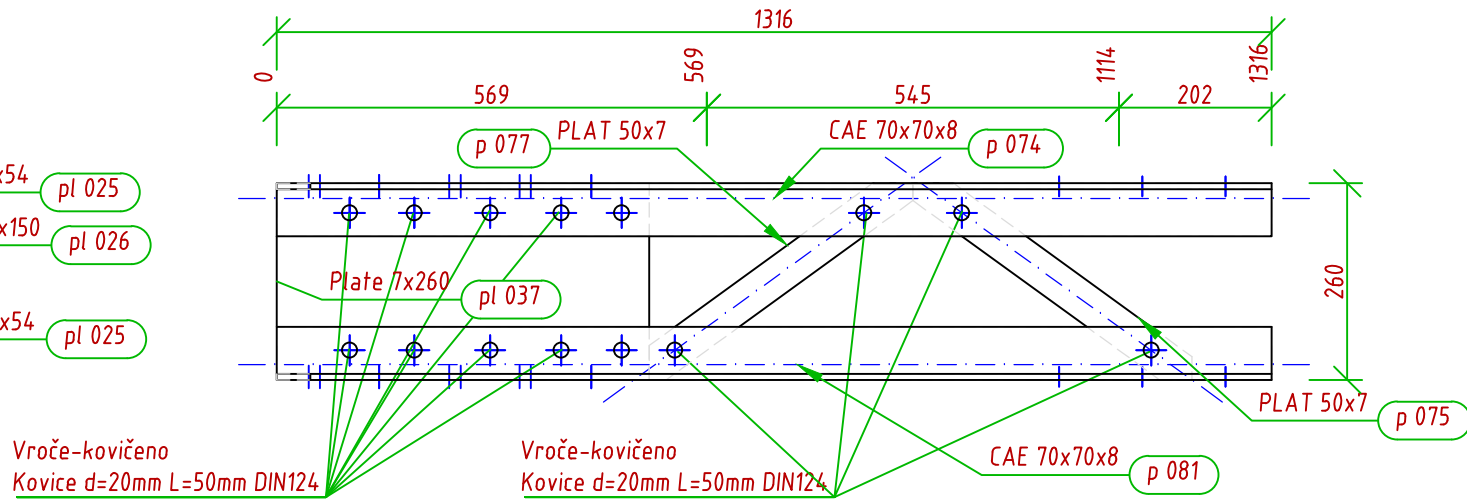 1316
0
569
1114
1316
569
545
202
PLAT 50x7
p 077
CAE 70x70x8
p 074
x54
pl 025
x150
pl 026
Plate 7x260
pl 037
260
x54
pl 025
PLAT 50x7
p 075
Vroče-kovičeno
Kovice d=20mm L=50mm DIN124
Vroče-kovičeno
Kovice d=20mm L=50mm DIN124
CAE 70x70x8
p 081